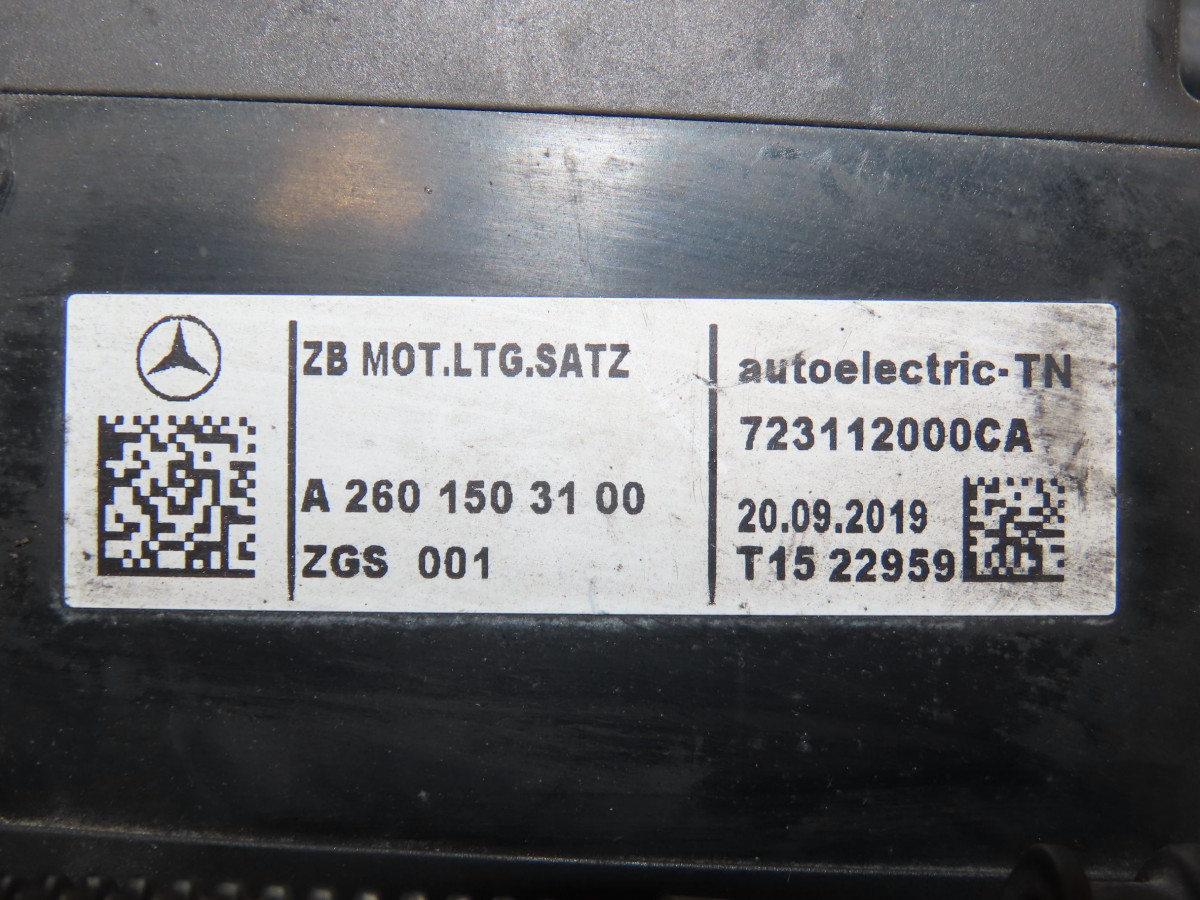 ZB MOT.LTG.SATZ
A 260 150 31 00
ZGS 001
autoelectric-TN
723112000CA
20.09.2019
T15 22959